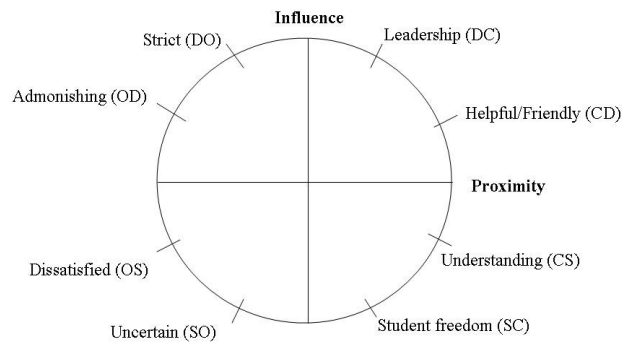 Influence
Strict (DO)
Leadership (DC)
Admonishing (OD)
Helpful/Friendly (CD)
Proximity
Dissatisfied (OS)
Understanding (CS)
Uncertain (SO)
Student freedom (SC)